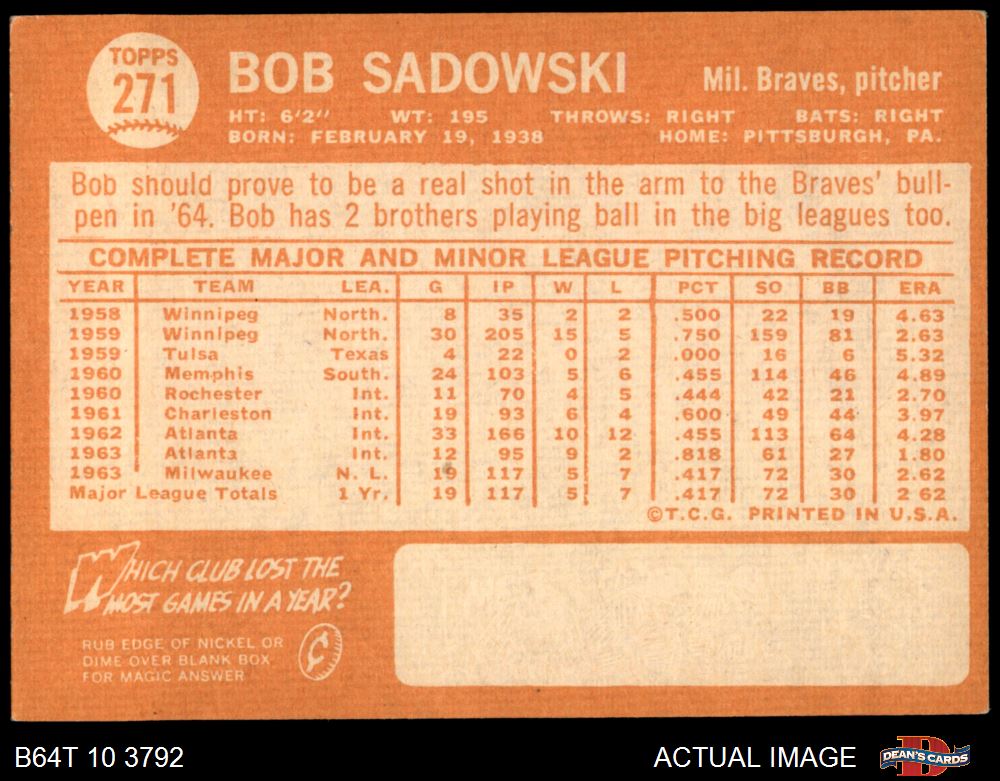 TOPPS
271
BOB SADOWSKI
Mil. Braves, pitcher
HT: 6'2" WT: 195 THROWS: RIGHT BATS: RIGHT
BORN: FEBRUARY 19, 1938 HOME: PITTSBURGH, PA.
Bob should prove to be a real shot in the arm to the Braves' bull-
pen in '64. Bob has 2 brothers playing ball in the big leagues too.
COMPLETE MAJOR AND MINOR LEAGUE PITCHING RECORD
YEAR TEAM LEA. G IP W L PCT SO BB ERA
1958 Winnipeg North. 8 35 2 2 .500 22 19 4.63
1959 Winnipeg North. 30 205 15 5 .750 159 81 2.63
1959 Tulsa Texas 4 22 0 2 .000 16 6 5.32
1960 Memphis South. 24 103 5 6 .455 114 46 4.89
1960 Rochester Int. 11 70 4 5 .444 42 21 2.70
1961 Charleston Int. 19 93 6 4 .600 49 44 3.97
1962 Atlanta Int. 33 166 10 12 .455 113 64 4.28
1963 Atlanta Int. 12 95 9 2 .818 61 27 1.80
1963 Milwaukee N. L. 19 117 5 7 .417 72 30 2.62
Major League Totals 1 Yr. 19 117 5 7 .417 72 30 2 62
©T.C.G. PRINTED IN U.S.A.
WHICH CLUB LOST THE
MOST GAMES IN A YEAR?
RUB EDGE OF NICKEL OR
DIME OVER BLANK BOX
FOR MAGIC ANSWER
¢
B64T 10 3792
ACTUAL IMAGE
DEAN'S CARDS